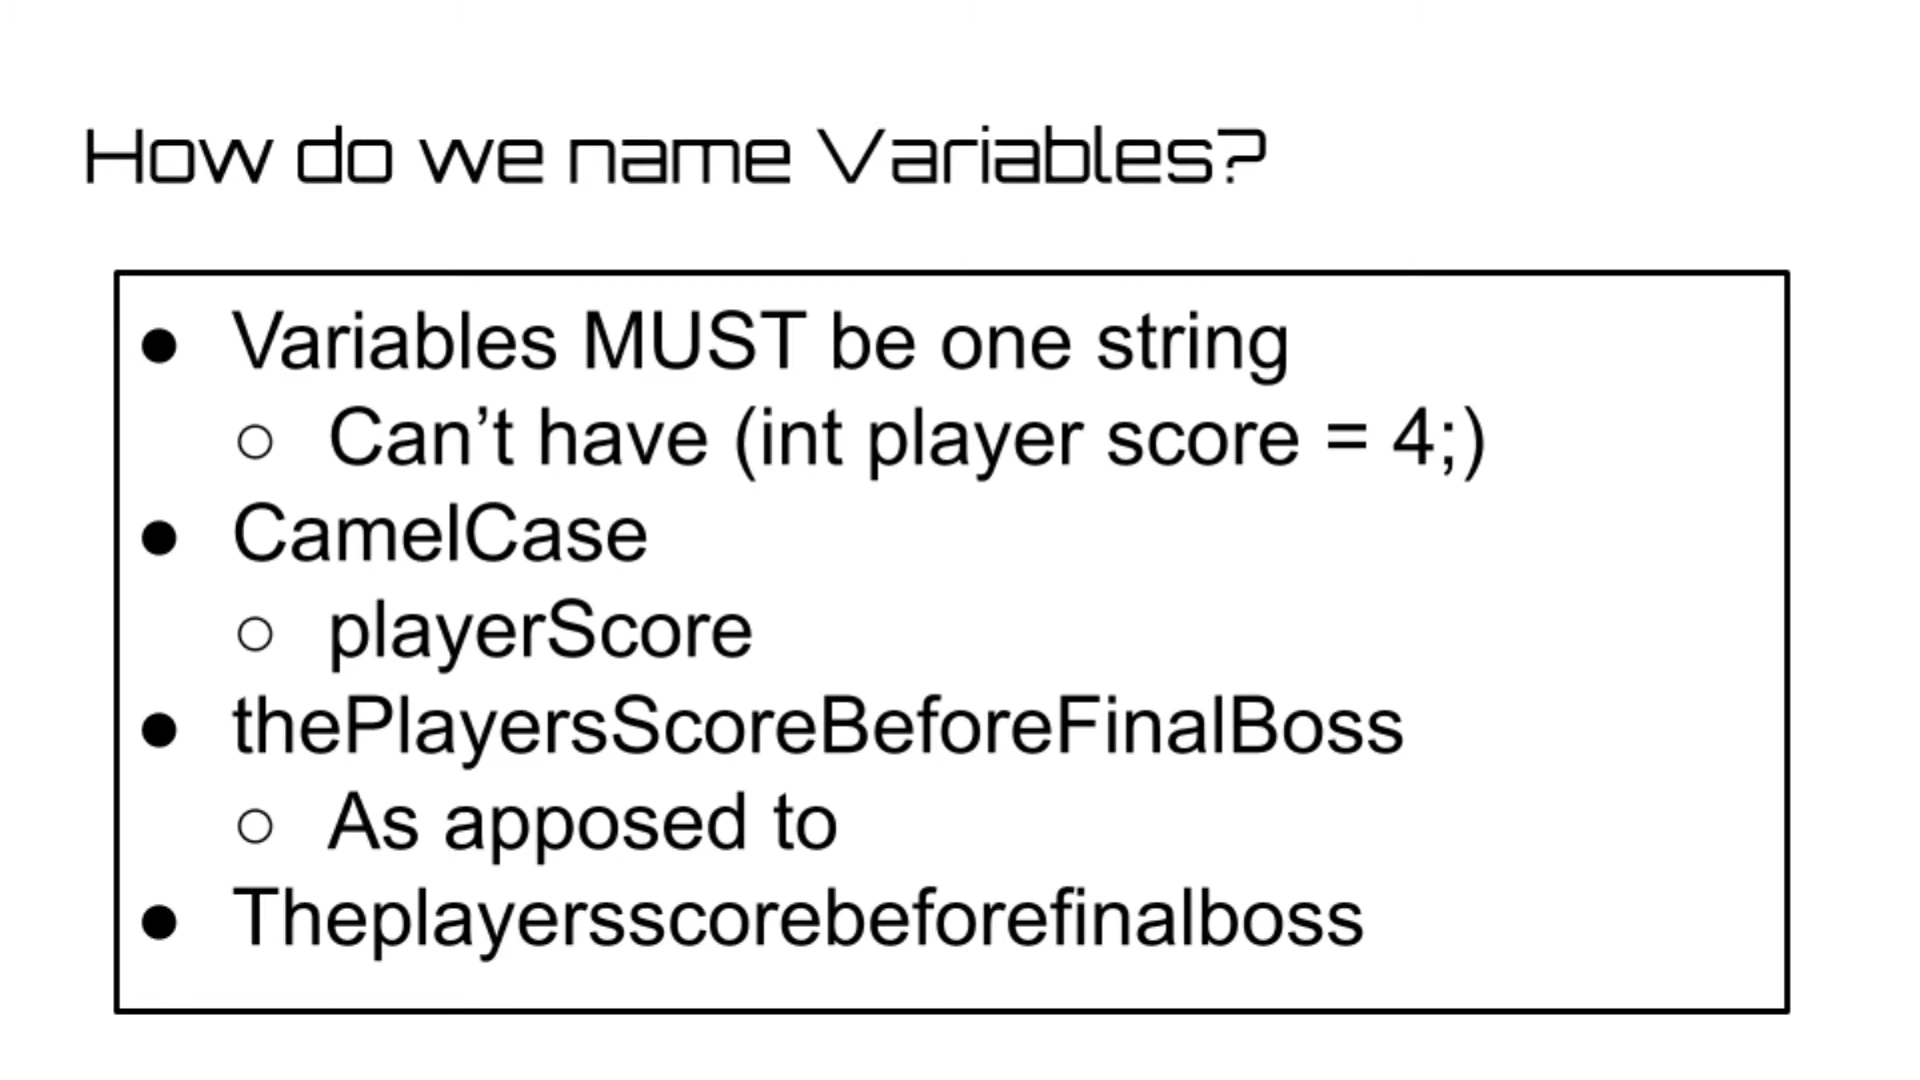 How do we name Variables?
● Variables MUST be one string
○ Can’t have (int player score = 4;)
● CamelCase
○ playerScore
● thePlayersScoreBeforeFinalBoss
○ As apposed to
● Theplayersscorebeforefinalboss